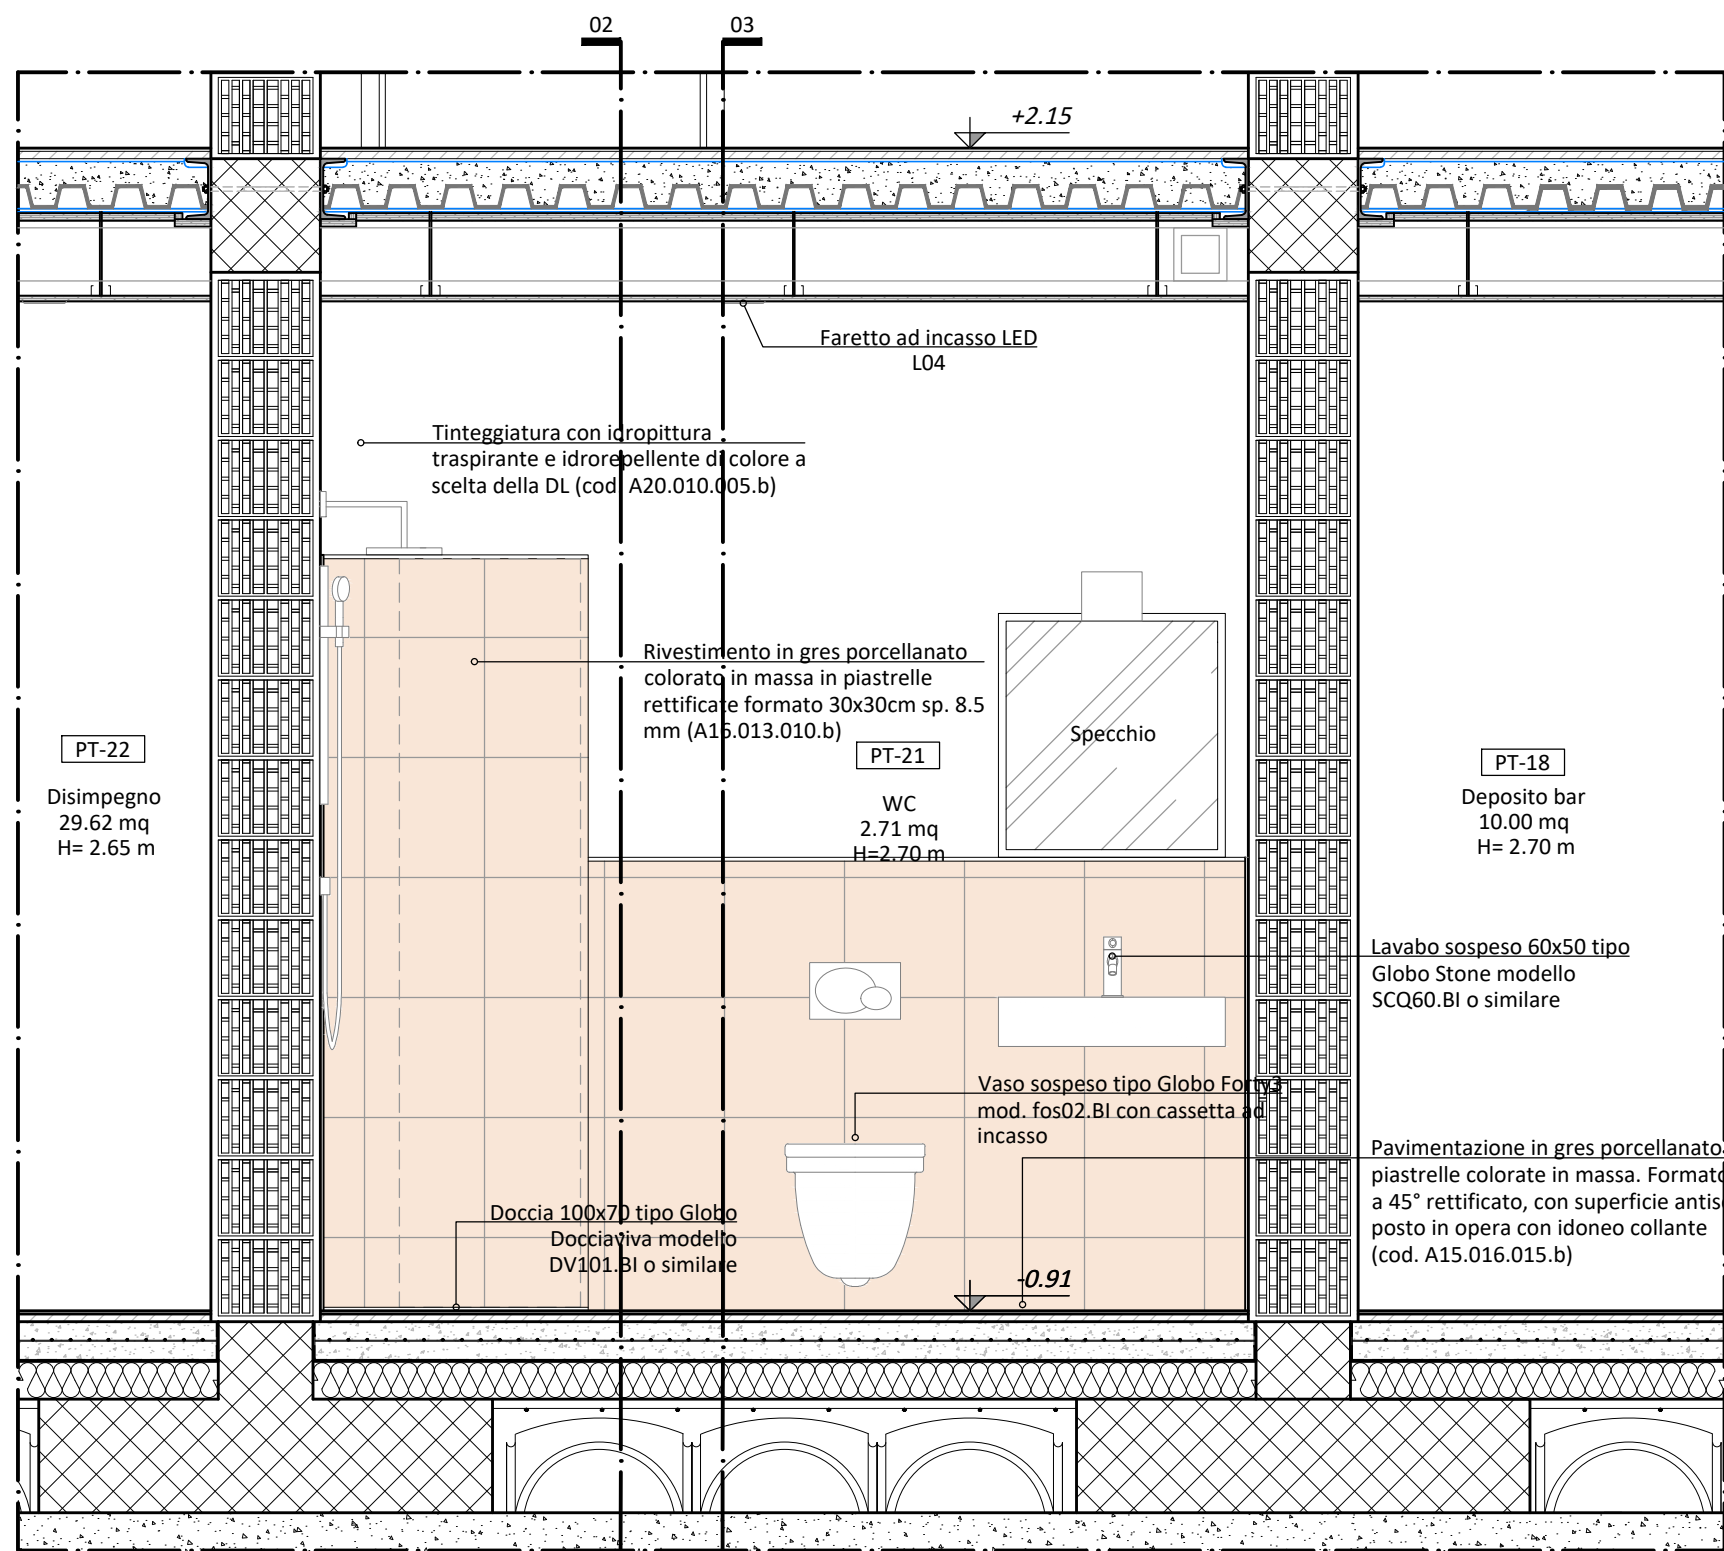 02
03
+2.15
Faretto ad incasso LED
L04
Tinteggiatura con idropittura
traspirante e idrorepellente di colore a
scelta della DL (cod. A20.010.005.b)
Rivestimento in gres porcellanato
colorato in massa in piastrelle
rettificate formato 30x30cm sp. 8.5
mm (A16.013.010.b)
Specchio
PT-22
Disimpegno
29.62 mq
H= 2.65 m
PT-21
WC
2.71 mq
H=2.70 m
PT-18
Deposito bar
10.00 mq
H= 2.70 m
Lavabo sospeso 60x50 tipo
Globo Stone modello
SCQ60.BI o similare
Vaso sospeso tipo Globo Forty3
mod. fos02.BI con cassetta ad
incasso
Pavimentazione in gres porcellanato
piastrelle colorate in massa. Formato
a 45° rettificato, con superficie
posto in opera con idoneo collante
(cod. A15.016.015.b)
Doccia 100x70 tipo Globo
Docciaviva modello
DV101.BI o similare
-0.91